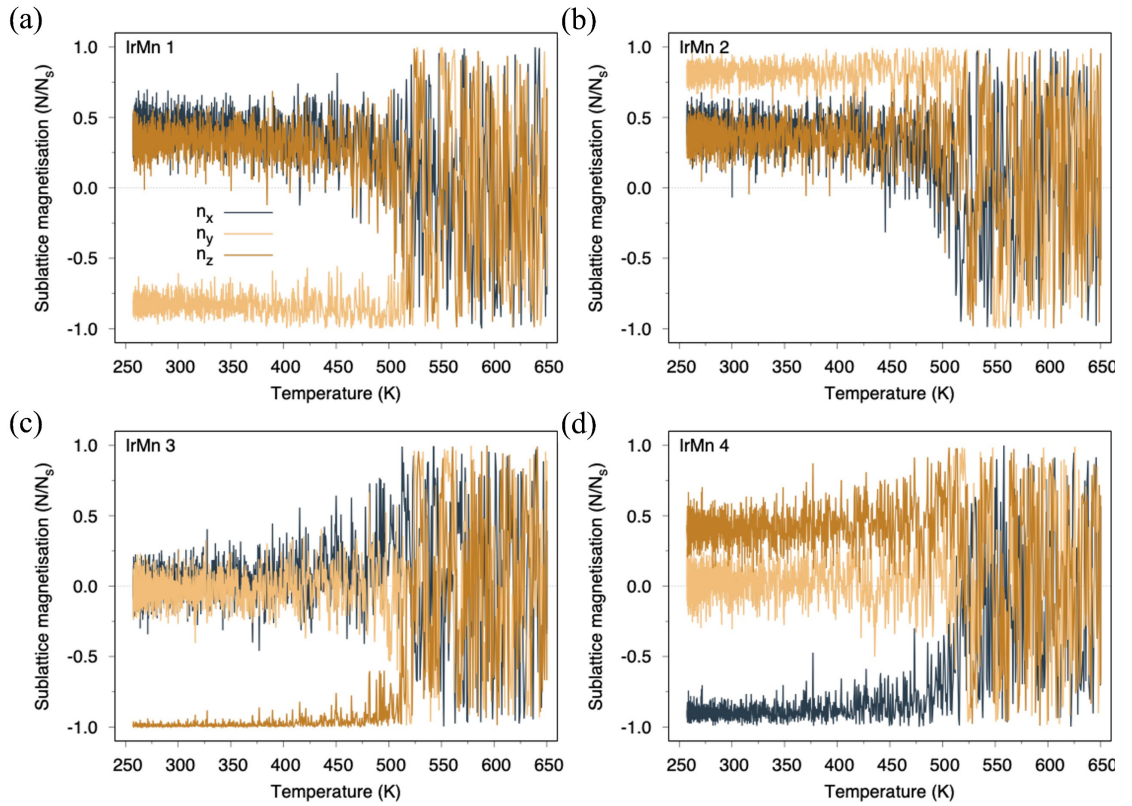 (a)
IrMn 1
Sublattice magnetisation (N/Ns)
1.0
0.5
0.0
-0.5
-1.0
nx
ny
nz
250 300 350 400 450 500 550 600 650
Temperature (K)
(b)
IrMn 2
Sublattice magnetisation (N/Ns)
1.0
0.5
0.0
-0.5
-1.0
250 300 350 400 450 500 550 600 650
Temperature (K)
(c)
IrMn 3
Sublattice magnetisation (N/Ns)
1.0
0.5
0.0
-0.5
-1.0
250 300 350 400 450 500 550 600 650
Temperature (K)
(d)
IrMn 4
Sublattice magnetisation (N/Ns)
1.0
0.5
0.0
-0.5
-1.0
250 300 350 400 450 500 550 600 650
Temperature (K)